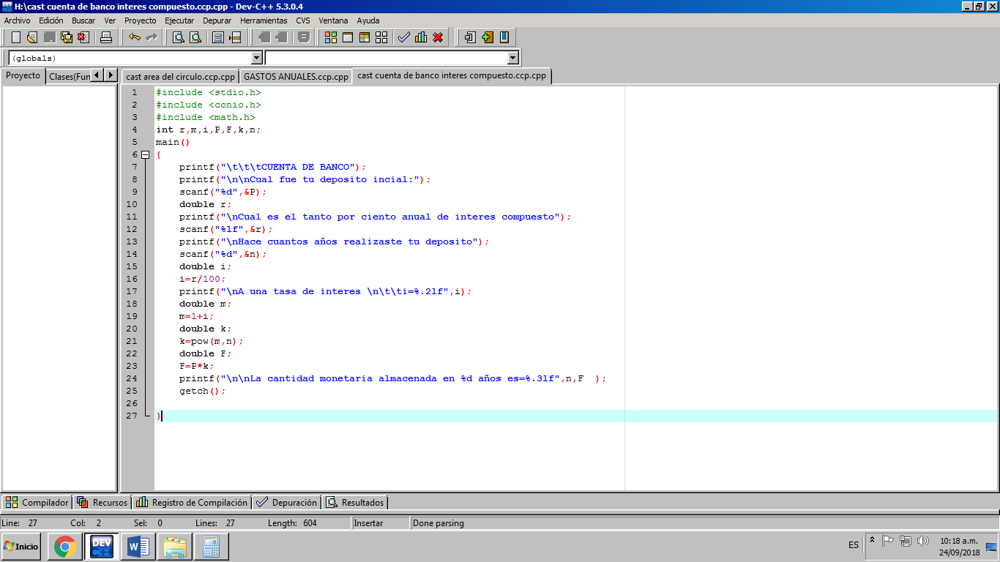 H:\cast cuenta de banco interes compuesto.ccp.cpp - Dev-C++ 5.3.0.4
Archivo Edición Buscar Ver Proyecto Ejecutar Depurar Herramientas CVS Ventana Ayuda
(globals)
Proyecto Clases(Fun
cast area del circulo.ccp.cpp GASTOS ANUALES.ccp.cpp cast cuenta de banco interes compuesto.ccp.cpp
1 #include <stdio.h>
2 #include <conio.h>
3 #include <math.h>
4 int r,m,i,P,F,k,n;
5 main()
6 {
7 printf("\t\t\tCUENTA DE BANCO");
8 printf("\n\nCual fue tu deposito incial:");
9 scanf("%d",&P);
10 double r;
11 printf("\nCual es el tanto por ciento anual de interes compuesto");
12 scanf("%lf",&r);
13 printf("\nHace cuantos años realizaste tu deposito");
14 scanf("%d",&n);
15 double i;
16 i=r/100;
17 printf("\nA una tasa de interes \n\t\ti=%.2lf",i);
18 double m;
19 m=1+i;
20 double k;
21 k=pow(m,n);
22 double F;
23 F=P*k;
24 printf("\n\nLa cantidad monetaria almacenada en %d años es=%.3lf",n,F  );
25 getch();
26
27 }
Compilador Recursos Registro de Compilación Depuración Resultados
Line: 27 Col: 2 Sel: 0 Lines: 27 Length: 604 Insertar Done parsing
Inicio DEV C++ W ES 10:18 a.m.
24/09/2018